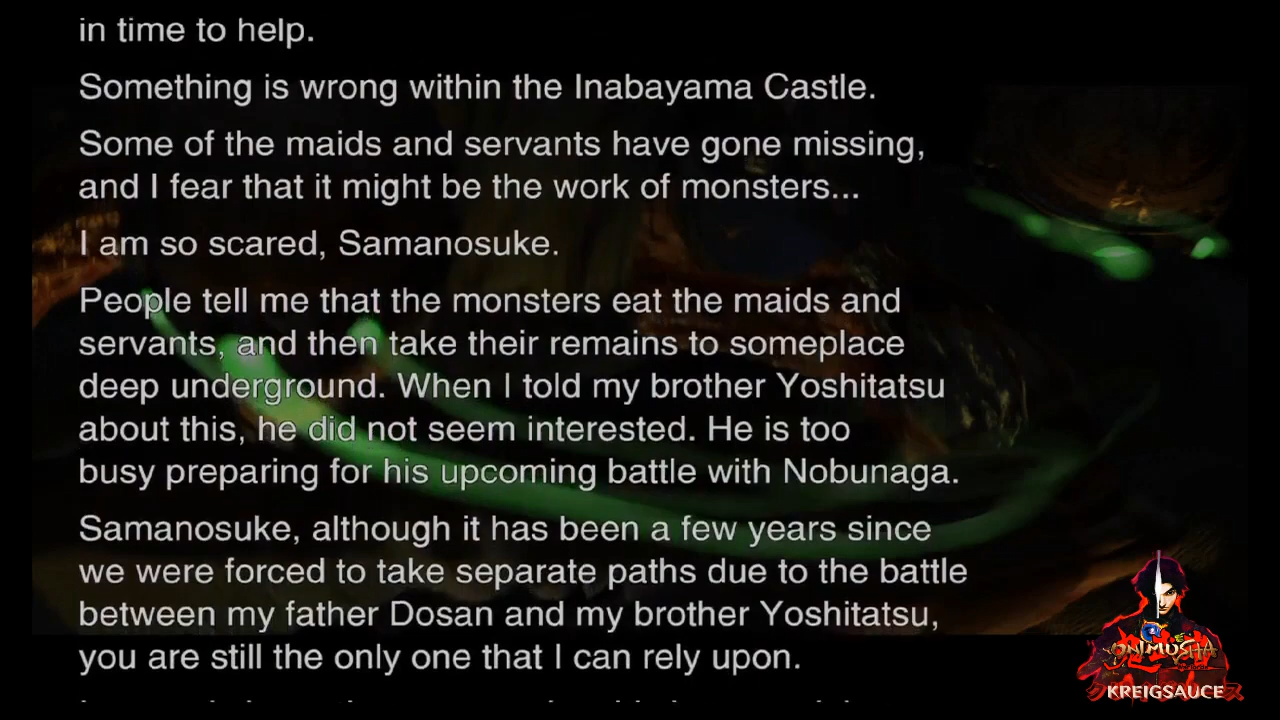 in time to help.
Something is wrong within the Inabayama Castle.
Some of the maids and servants have gone missing,
and I fear that it might be the work of monsters...
I am so scared, Samanosuke.
People tell me that the monsters eat the maids and
servants, and then take their remains to someplace
deep underground. When I told my brother Yoshitatsu
about this, he did not seem interested. He is too
busy preparing for his upcoming battle with Nobunaga.
Samanosuke, although it has been a few years since
we were forced to take separate paths due to the battle
between my father Dosan and my brother Yoshitatsu,
you are still the only one that I can rely upon.
ONIMUSHA
KREIGSAUCE